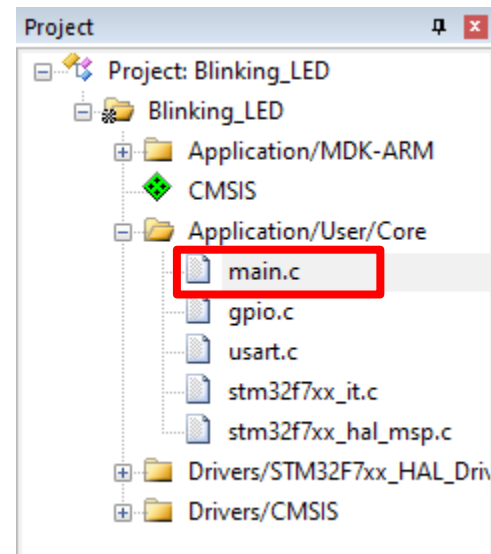 Project
Project: Blinking_LED
Blinking_LED
Application/MDK-ARM
CMSIS
Application/User/Core
main.c
gpio.c
usart.c
stm32f7xx_it.c
stm32f7xx_hal_msp.c
Drivers/STM32F7xx_HAL_Driv
Drivers/CMSIS